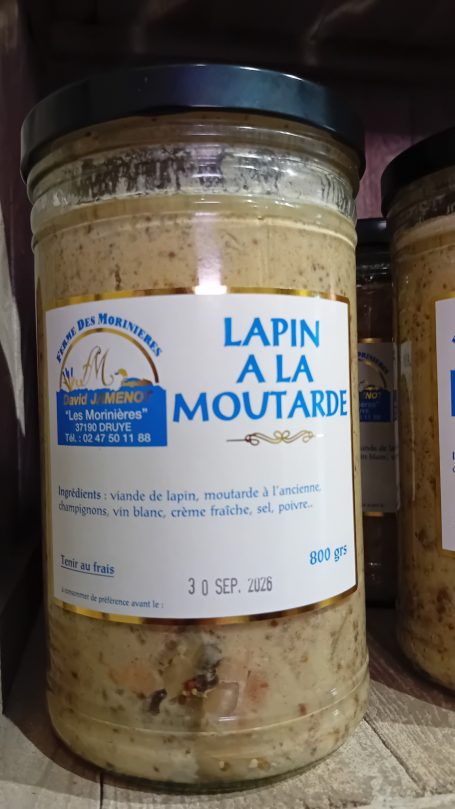 FERME DES MORINIERES
David JAMENOT
"Les Morinières"
37190 DRUYE
Tél. : 02 47 50 11 88
LAPIN
A LA
MOUTARDE
Ingrédients : viande de lapin, moutarde à l'ancienne,
champignons, vin blanc, crème fraîche, sel, poivre..
Tenir au frais
800 grs
à consommer de préférence avant le :
30 SEP. 2026